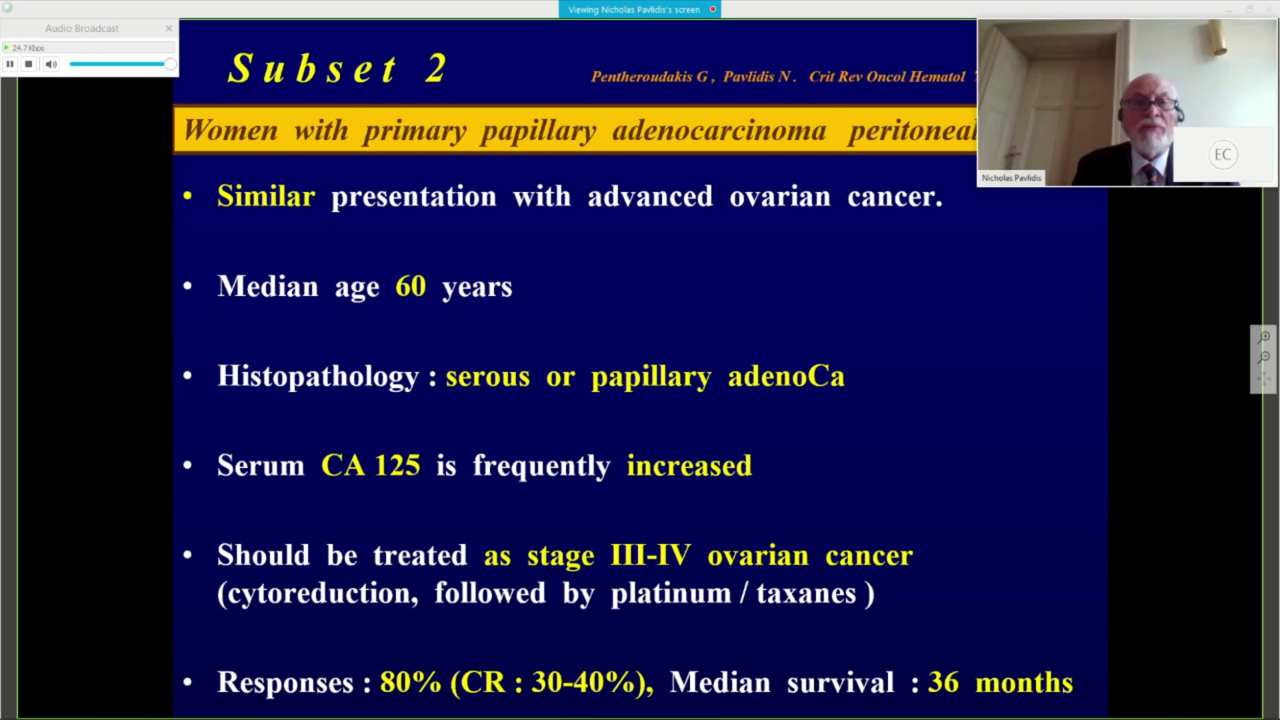 Viewing Nicholas Pavlidis's screen
Audio Broadcast
24.7Kbps
Subset 2
Pentheroudakis G , Pavlidis N . Crit Rev Oncol Hematol
Women with primary papillary adenocarcinoma peritoneal
EC
Nicholas Pavlidis
• Similar presentation with advanced ovarian cancer.
• Median age 60 years
• Histopathology : serous or papillary adenoCa
• Serum CA 125 is frequently increased
• Should be treated as stage III-IV ovarian cancer
(cytoreduction, followed by platinum / taxanes )
• Responses : 80% (CR : 30-40%), Median survival : 36 months